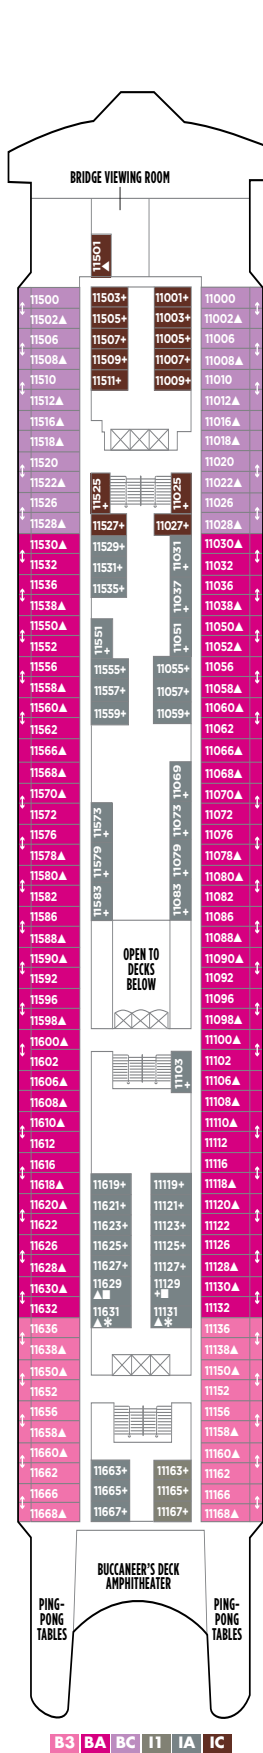 BRIDGE VIEWING ROOM
11501▲
11500 11503+ 11001+ 11000
11502▲ 11505+ 11003+ 11002▲
11506 11507+ 11005+ 11006
11508▲ 11509+ 11007+ 11008▲
11510 11511+ 11009+ 11010
11512▲ 11012▲
11516▲ 11016▲
11518▲ 11018▲
11520 11020
11522▲ 11525+ 11025+ 11022▲
11526 11026
11528▲ 11527+ 11027+ 11028▲
11530▲ 11529+ 11031 11030▲
11532 11531+ 11032
11536 11535+ 11037+ 11036
11538▲ 11038▲
11550▲ 11551+ 11051+ 11050▲
11552 11052▲
11556 11555+ 11055+ 11056
11558▲ 11557+ 11057+ 11058▲
11560▲ 11559+ 11059+ 11060▲
11562 11062
11566▲ 11066▲
11568▲ 11069 11068▲
11570▲ 11070▲
11572 11573+ 11073+ 11072
11576 11076
11578▲ 11579+ 11079+ 11078▲
11580▲ 11080▲
11582 11583+ 11083+ 11082
11586 11086
11588▲ 11088▲
11590▲ OPEN TO 11090▲
11592 DECKS 11092
11596 BELOW 11096
11598▲ 11098▲
11600▲ 11100▲
11602 11103+ 11102
11606▲ 11106▲
11608▲ 11108▲
11610▲ 11110▲
11612 11112
11616 11116
11618▲ 11619+ 11119+ 11118▲
11620▲ 11621+ 11121+ 11120▲
11622 11623+ 11123+ 11122
11626 11625+ 11125+ 11126
11628▲ 11627+ 11127+ 11128▲
11630▲ 11629▲■ 11129+■ 11130▲
11632 11631▲* 11131▲* 11132
11636 11136
11638▲ 11138▲
11650▲ 11150▲
11652 11152
11656 11156
11658▲ 11158▲
11660▲ 11160▲
11662 11663+ 11163+ 11162
11666 11665+ 11165+ 11166
11668▲ 11667+ 11167+ 11168▲
BUCCANEER'S DECK
AMPHITHEATER
PING-
PONG
TABLES
PING-
PONG
TABLES
B3 BA BC I1 IA IC